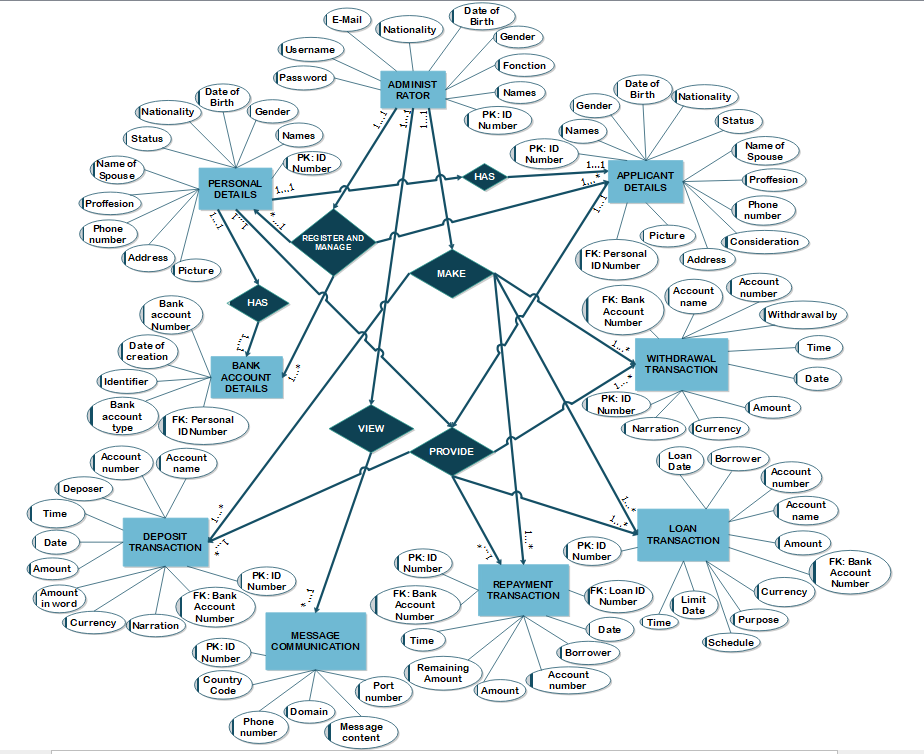 E-Mail
Nationality
Date of
Birth
Gender
Username
Fonction
Password
Names
ADMINIST
RATOR
PK: ID
Number
1...1
1...1
1...1
Nationality
Date of
Birth
Gender
Status
Names
Name of
Spouse
PK: ID
Number
Proffesion
Phone
number
Address
Picture
PERSONAL
DETAILS
1...1
1...1
1...1
*...1
HAS
REGISTER AND
MANAGE
MAKE
Date of
Birth
Nationality
Gender
Status
Names
PK: ID
Number
Name of
Spouse
Proffesion
Phone
number
Consideration
Address
Picture
FK: Personal
IDNumber
APPLICANT
DETAILS
1...1
1...*
1...1
HAS
1...1
1...*
Bank
account
Number
Date of
creation
Identifier
Bank
account
type
FK: Personal
IDNumber
BANK
ACCOUNT
DETAILS
FK: Bank
Account
Number
Account
name
Account
number
Withdrawal by
Time
Date
Amount
Currency
Narration
PK: ID
Number
WITHDRAWAL
TRANSACTION
1...*
1...*
VIEW
PROVIDE
Account
number
Account
name
Deposer
Time
Date
Amount
Amount
in word
Currency
Narration
FK: Bank
Account
Number
PK: ID
Number
DEPOSIT
TRANSACTION
1...*
*...1
Loan
Date
Borrower
Account
number
Account
name
Amount
FK: Bank
Account
Number
Currency
Purpose
Schedule
Limit
Date
Time
PK: ID
Number
LOAN
TRANSACTION
1...*
1...*
PK: ID
Number
FK: Bank
Account
Number
Time
Remaining
Amount
Amount
Account
number
Borrower
Date
FK: Loan ID
Number
REPAYMENT
TRANSACTION
*...1
1...*
*...1
MESSAGE
COMMUNICATION
PK: ID
Number
Country
Code
Phone
number
Domain
Message
content
Port
number